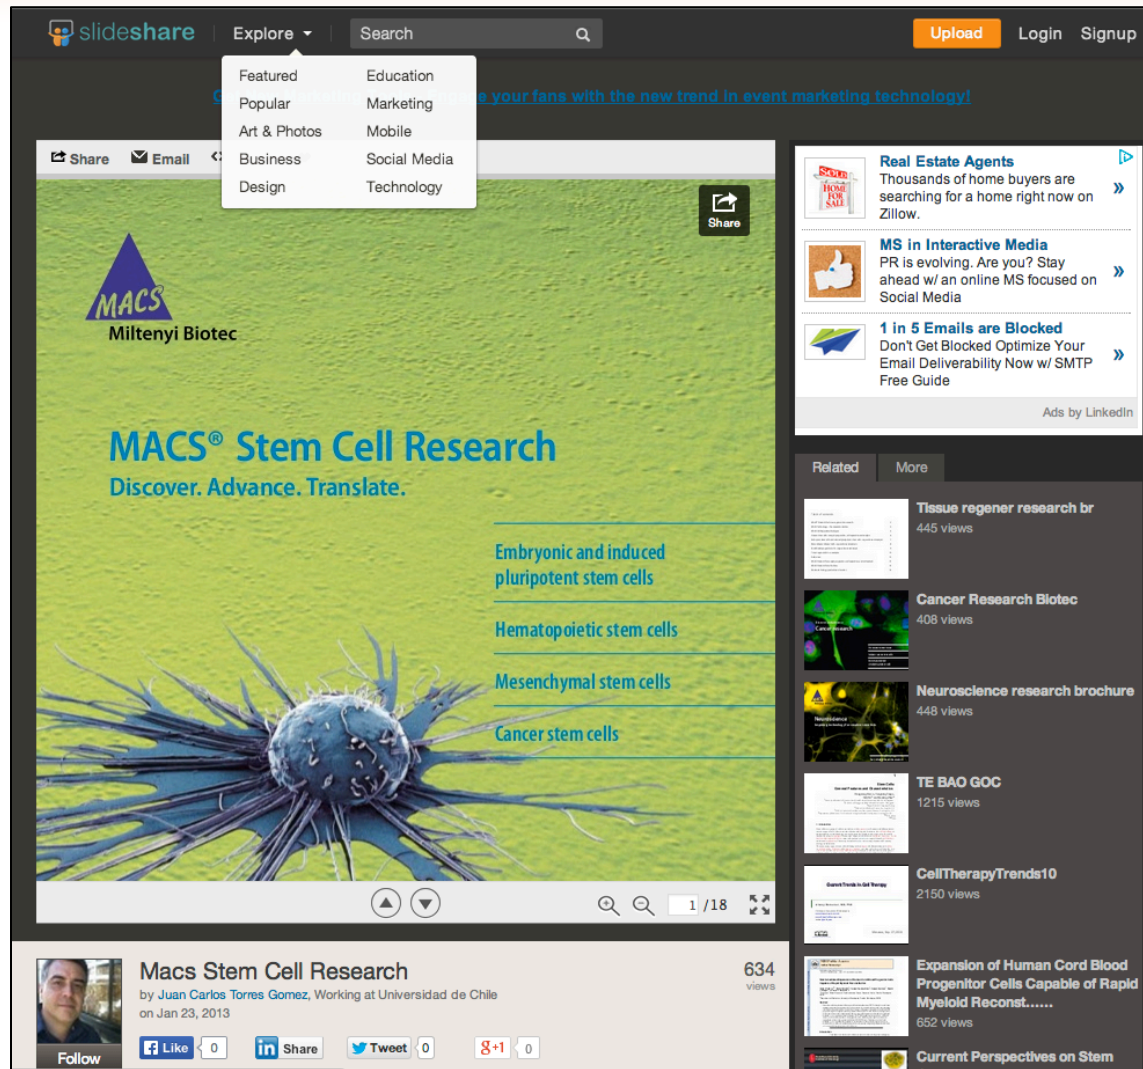 slideshare
Explore
Search
Upload
Login
Signup
Featured
Popular
Art & Photos
Business
Design
Education
Marketing
Mobile
Social Media
Technology
your fans with the new trend in event marketing technology!
Share
Email
Share
MACS
Miltenyi Biotec
MACS® Stem Cell Research
Discover. Advance. Translate.
Embryonic and induced
pluripotent stem cells
Hematopoietic stem cells
Mesenchymal stem cells
Cancer stem cells
1 /18
Macs Stem Cell Research
by Juan Carlos Torres Gomez, Working at Universidad de Chile
on Jan 23, 2013
634
views
Follow
Like 0
in Share
Tweet 0
g+1 0
SOLD
HOME
FOR
SALE
Real Estate Agents
Thousands of home buyers are
searching for a home right now on
Zillow.
MS in Interactive Media
PR is evolving. Are you? Stay
ahead w/ an online MS focused on
Social Media
1 in 5 Emails are Blocked
Don't Get Blocked Optimize Your
Email Deliverability Now w/ SMTP
Free Guide
Ads by LinkedIn
Related
More
Tissue regener research br
445 views
Cancer Research Biotec
408 views
Neuroscience research brochure
448 views
TE BAO GOC
1215 views
CellTherapyTrends10
2150 views
Expansion of Human Cord Blood
Progenitor Cells Capable of Rapid
Myeloid Reconst......
652 views
Current Perspectives on Stem